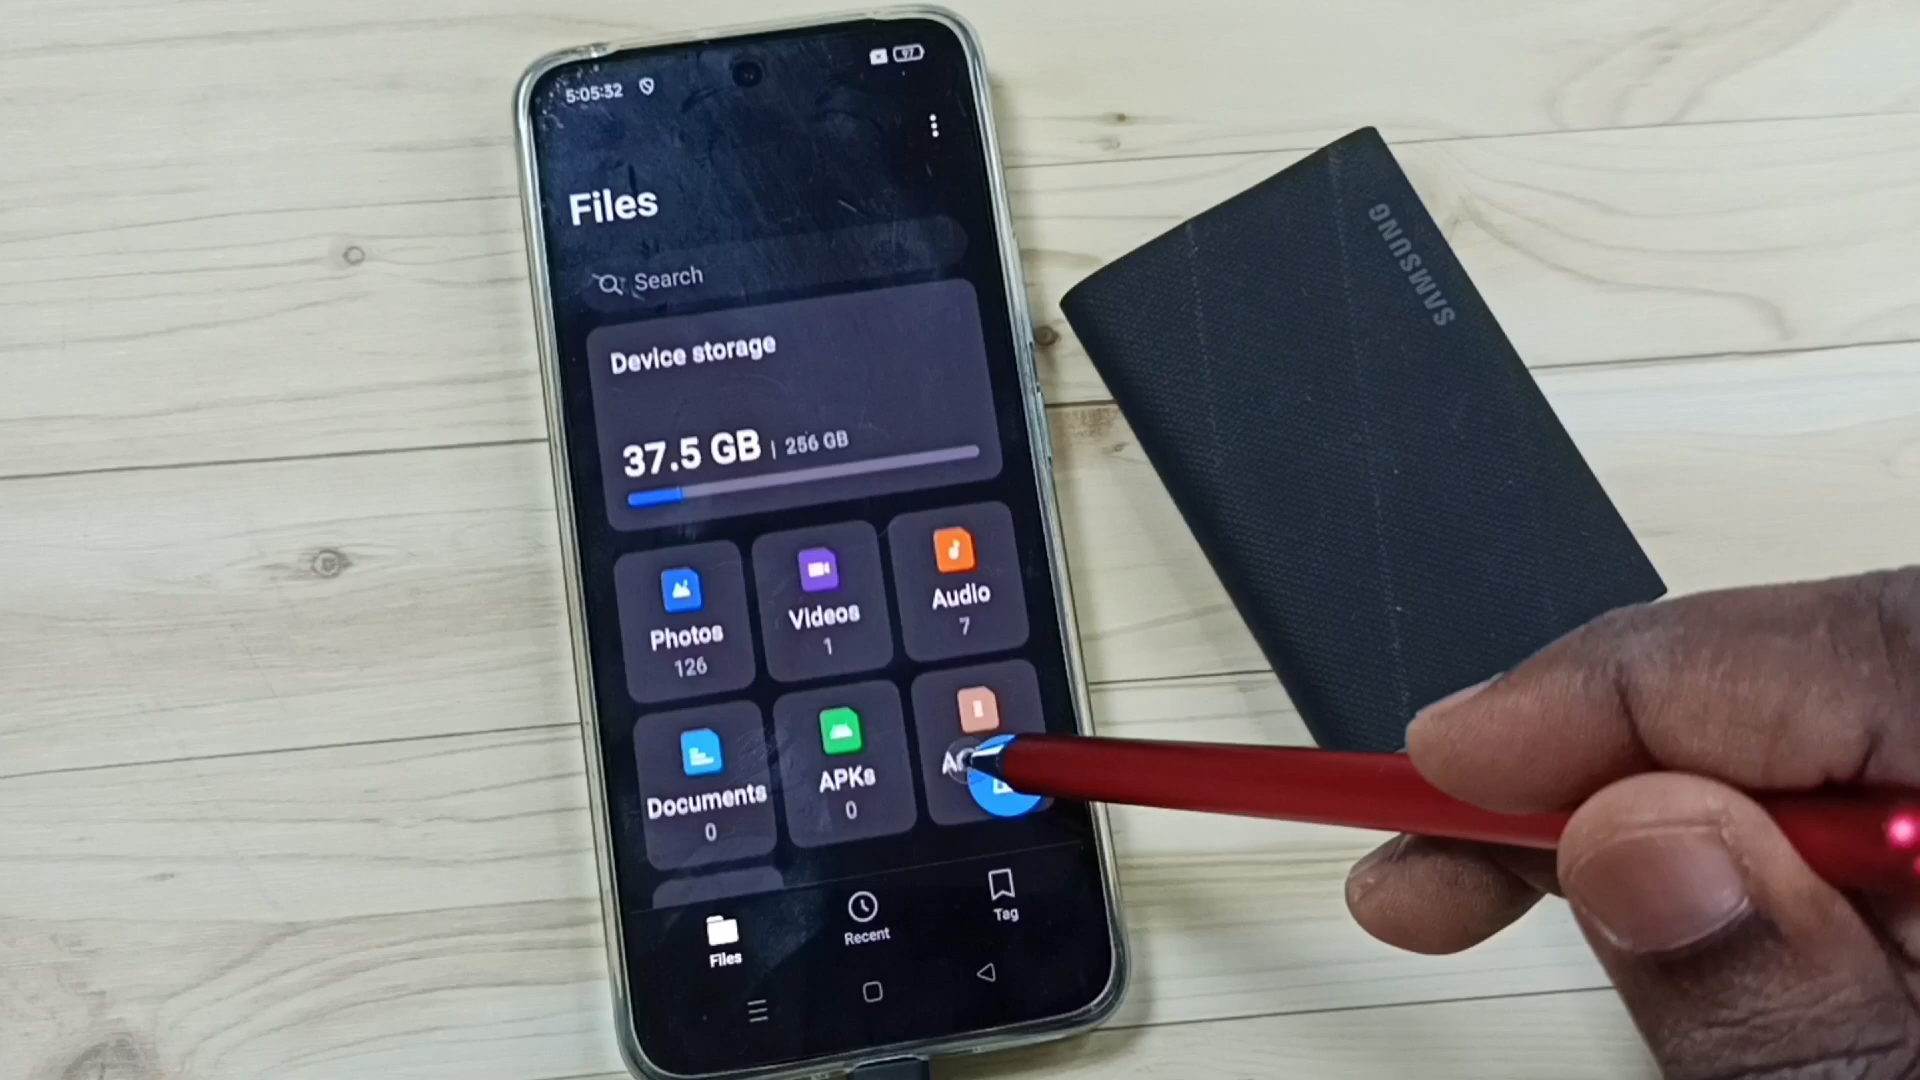 5:05:32
97
Files
Search
Device storage
37.5 GB | 256 GB
Photos
126
Videos
1
Audio
7
Documents
0
APKs
0
Files
Recent
Tag
SAMSUNG